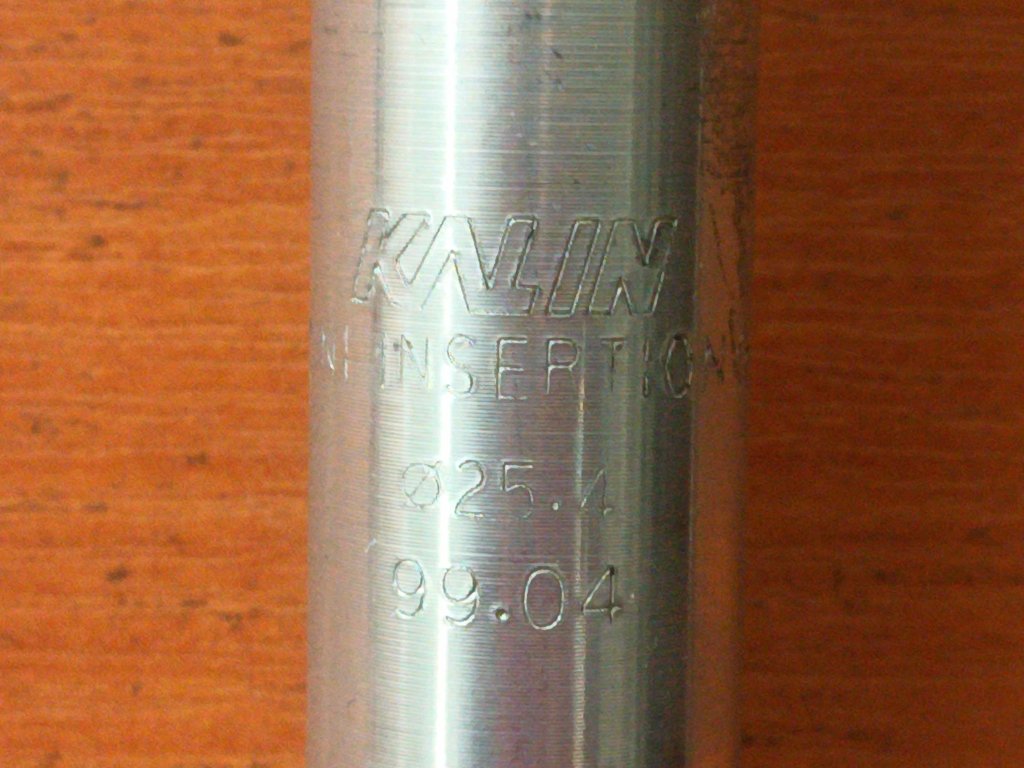 KALIN
INSERTION
Ø25.4
99.04